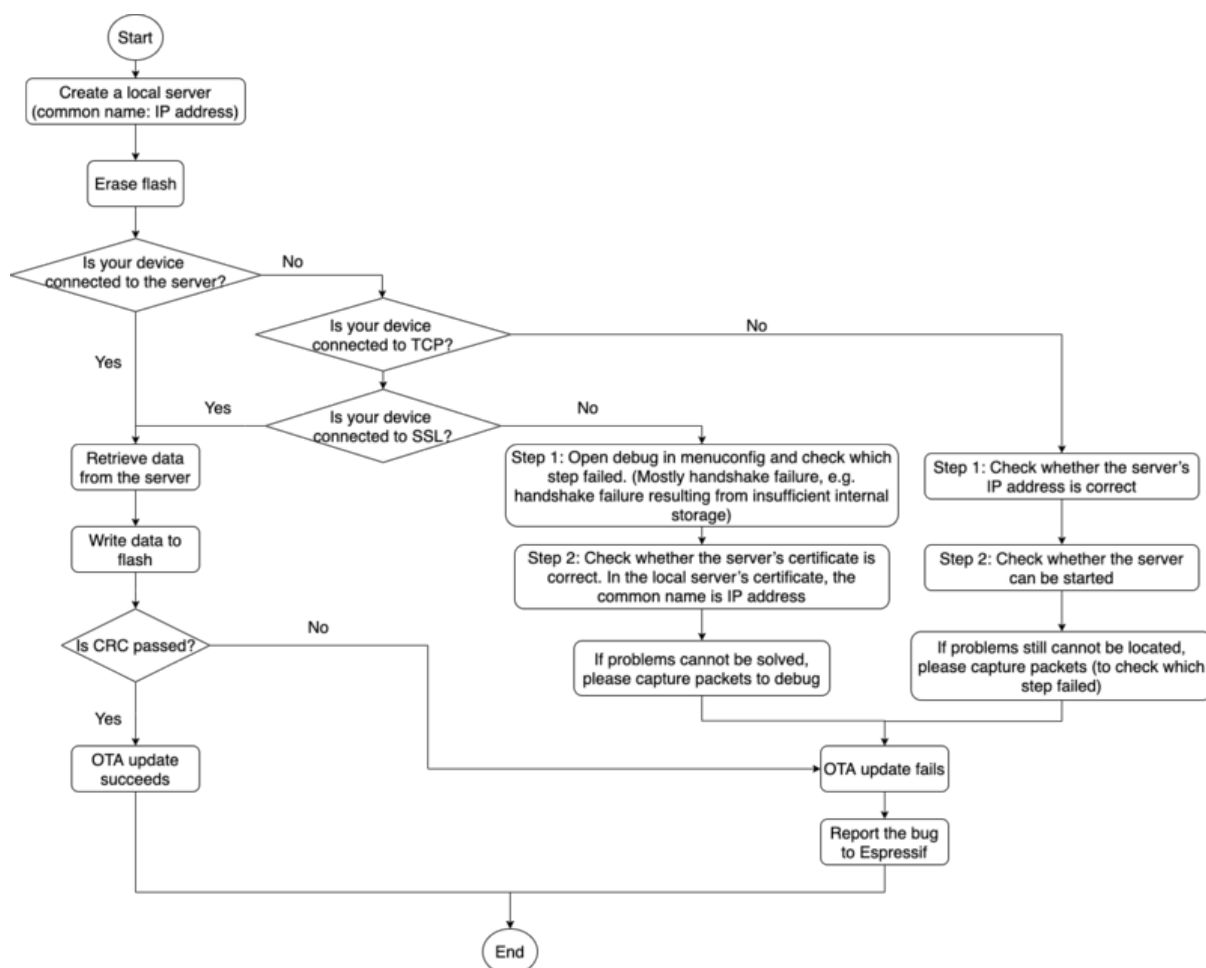 Start
Create a local server
(common name: IP address)
Erase flash
Is your device
connected to the server?
No
Is your device
connected to TCP?
No
Yes
Yes
Is your device
connected to SSL?
No
Retrieve data
from the server
Step 1: Open debug in menuconfig and check which
step failed. (Mostly handshake failure, e.g.
handshake failure resulting from insufficient internal
storage)
Step 1: Check whether the server's
IP address is correct
Write data to
flash
Step 2: Check whether the server's certificate is
correct. In the local server's certificate, the
common name is IP address
Step 2: Check whether the server
can be started
Is CRC passed?
No
If problems cannot be solved,
please capture packets to debug
If problems still cannot be located,
please capture packets (to check which
step failed)
Yes
OTA update
succeeds
OTA update fails
Report the bug
to Espressif
End